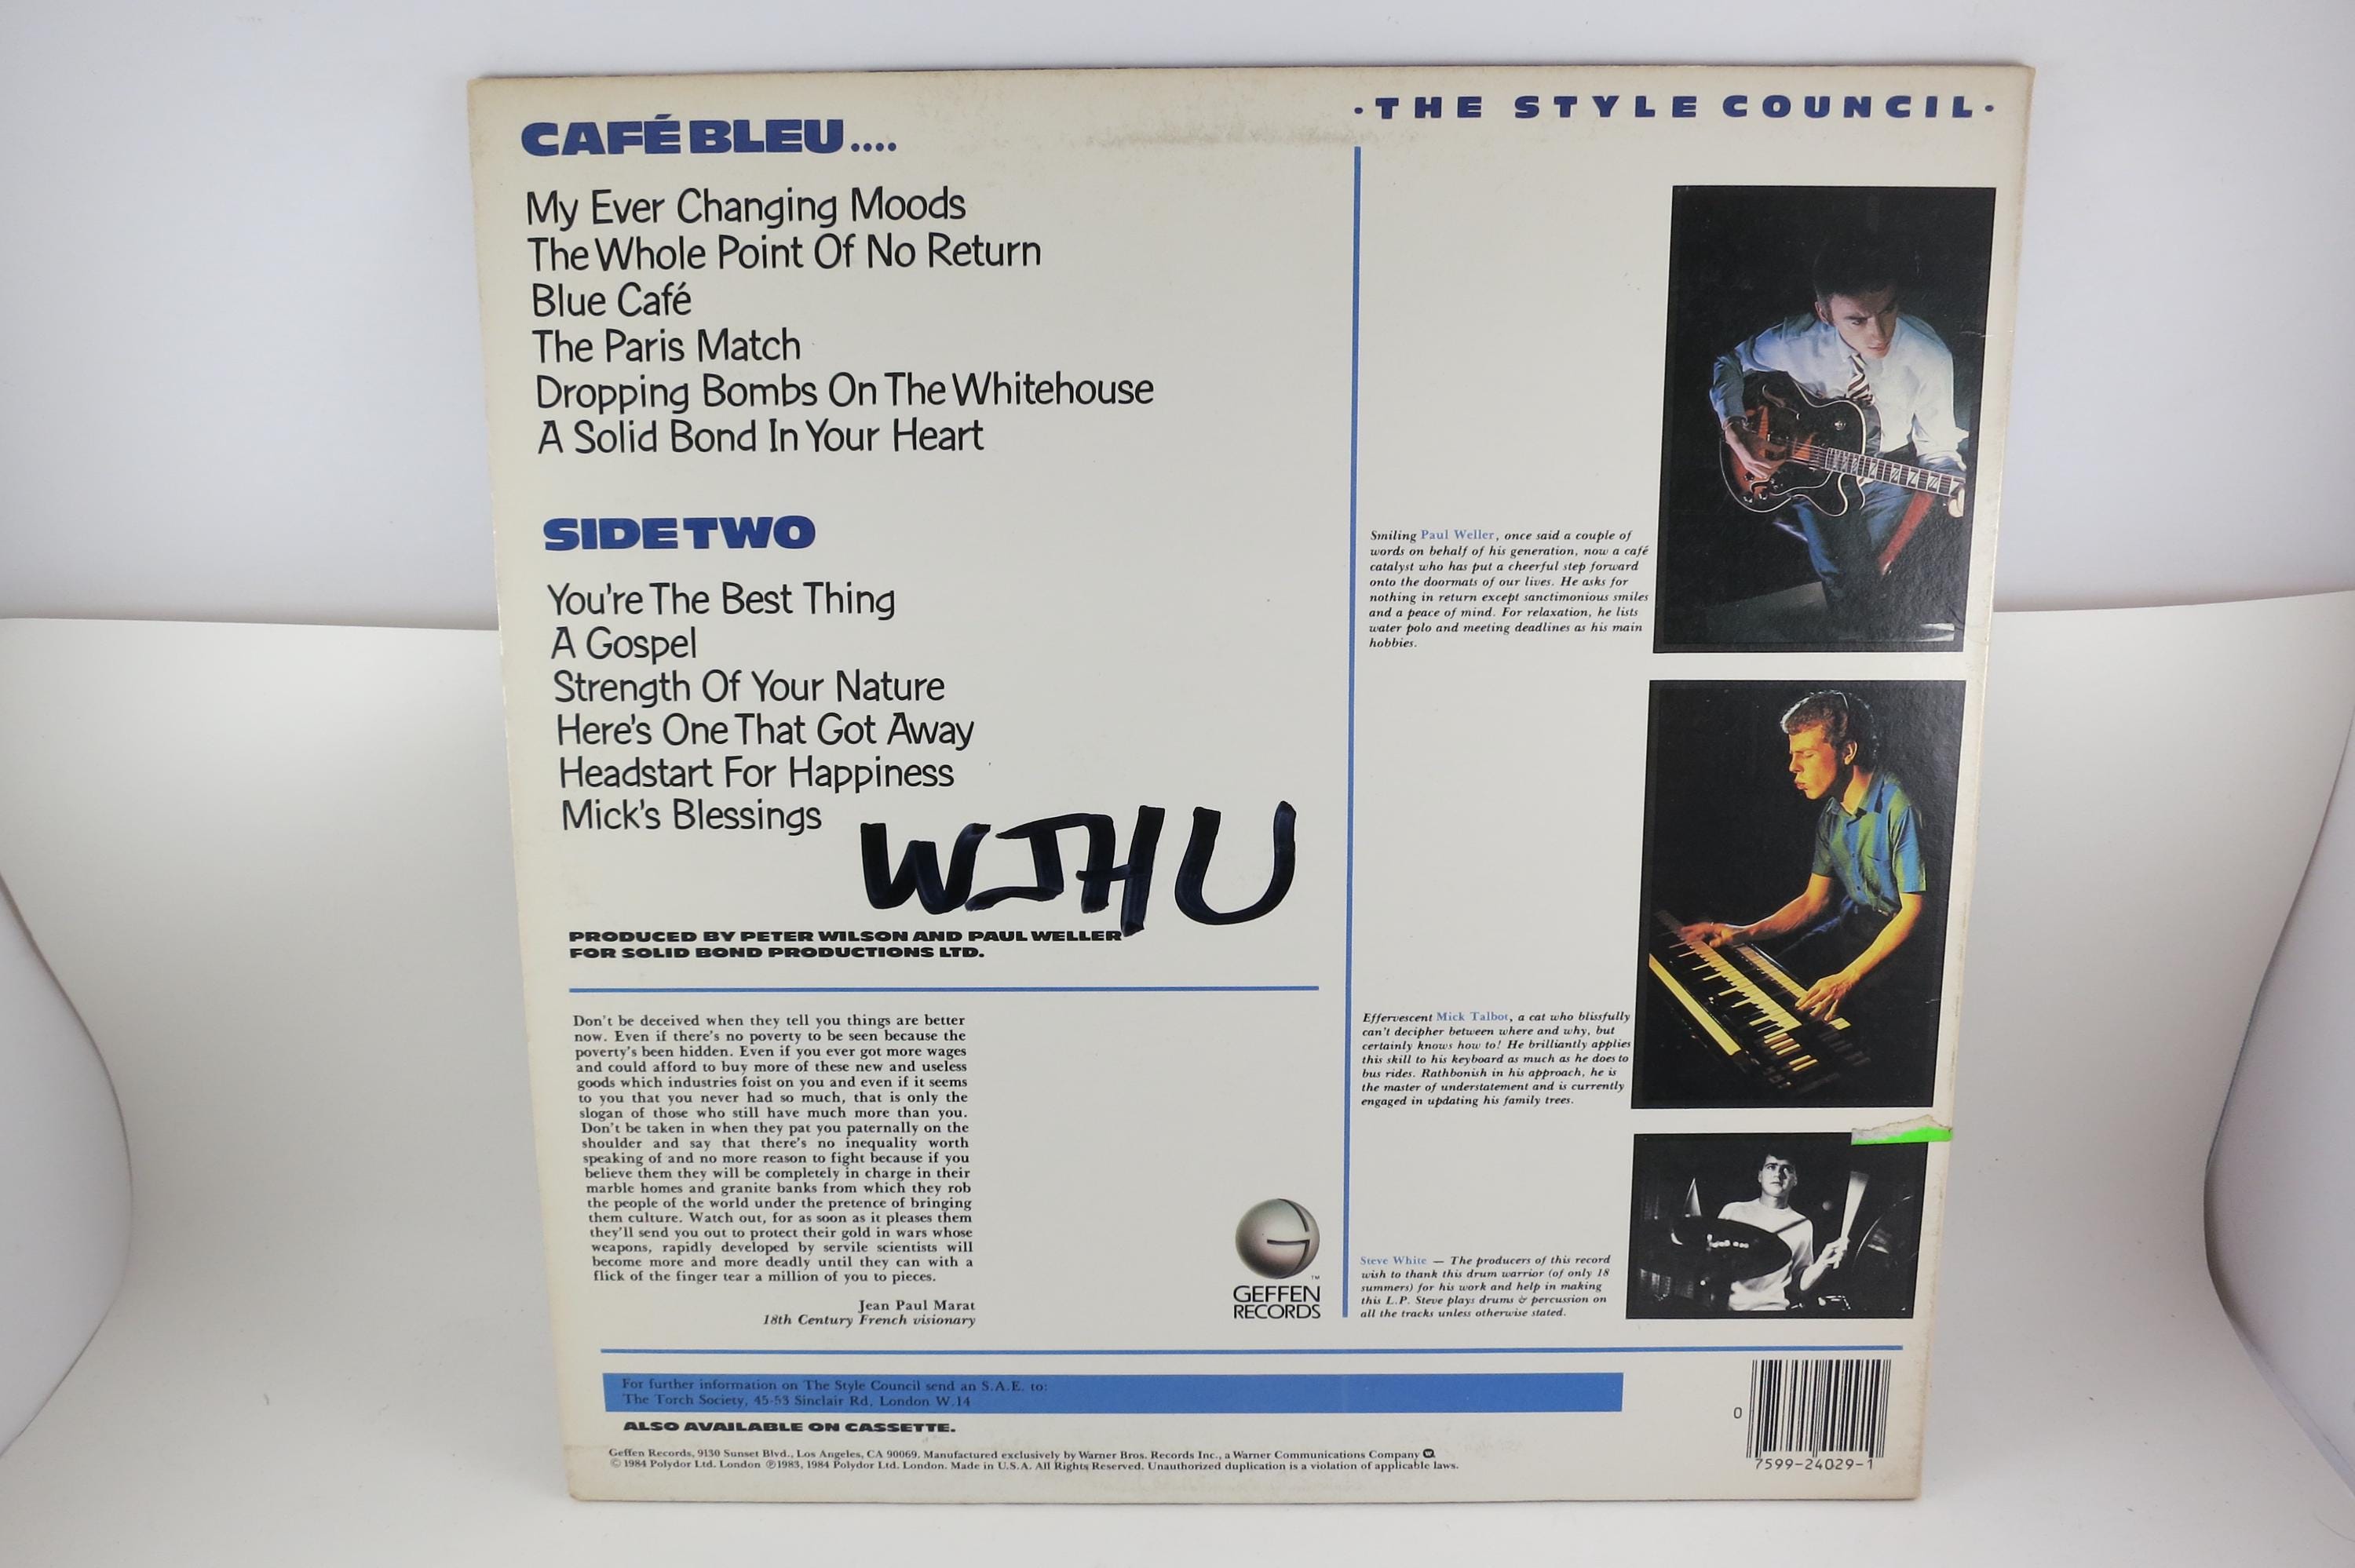 ·THE STYLE COUNCIL·
CAFÉ BLEU....
My Ever Changing Moods
The Whole Point Of No Return
Blue Café
The Paris Match
Dropping Bombs On The Whitehouse
A Solid Bond In Your Heart
SIDE TWO
You're The Best Thing
A Gospel
Strength Of Your Nature
Here's One That Got Away
Headstart For Happiness
Mick's Blessings
WJHU
PRODUCED BY PETER WILSON AND PAUL WELLER
FOR SOLID BOND PRODUCTIONS LTD.
Don't be deceived when they tell you things are better
now. Even if there's no poverty to be seen because the
poverty's been hidden. Even if you ever got more wages
and could afford to buy more of these new and useless
goods which industries foist on you and even if it seems
to you that you never had so much, that is only the
slogan of those who still have much more than you.
Don't be taken in when they pat you paternally on the
shoulder and say that there's no inequality worth
speaking of and no more reason to fight because if you
believe them they will be completely in charge in their
marble homes and granite banks from which they rob
the people of the world under the pretence of bringing
them culture. Watch out, for as soon as it pleases them
they'll send you out to protect their gold in wars whose
weapons, rapidly developed by servile scientists will
become more and more deadly until they can with a
flick of the finger tear a million of you to pieces.
Jean Paul Marat
18th Century French visionary
GEFFEN
RECORDS
Smiling Paul Weller, once said a couple of
words on behalf of his generation, now a café
catalyst who has put a cheerful step forward
onto the doormats of our lives. He asks for
nothing in return except sanctimonious smiles
and a peace of mind. For relaxation, he lists
water polo and meeting deadlines as his main
hobbies.
Effervescent Mick Talbot, a cat who blissfully
can't decipher between where and why, but
certainly knows how to! He brilliantly applies
this skill to his keyboard as much as he does to
bus rides. Rathbonish in his approach, he is
the master of understatement and is currently
engaged in updating his family trees.
Steve White — The producers of this record
wish to thank this drum warrior (of only 18
summers) for his work and help in making
this L.P. Steve plays drums & percussion on
all the tracks unless otherwise stated.
For further information on The Style Council send an S.A.E. to:
The Torch Society, 45-53 Sinclair Rd, London W.14
ALSO AVAILABLE ON CASSETTE.
Geffen Records, 9130 Sunset Blvd., Los Angeles, CA 90069. Manufactured exclusively by Warner Bros. Records Inc., a Warner Communications Company
© 1984 Polydor Ltd. London ℗1983, 1984 Polydor Ltd. London. Made in U.S.A. All Rights Reserved. Unauthorized duplication is a violation of applicable laws.
0 7599-24029-1